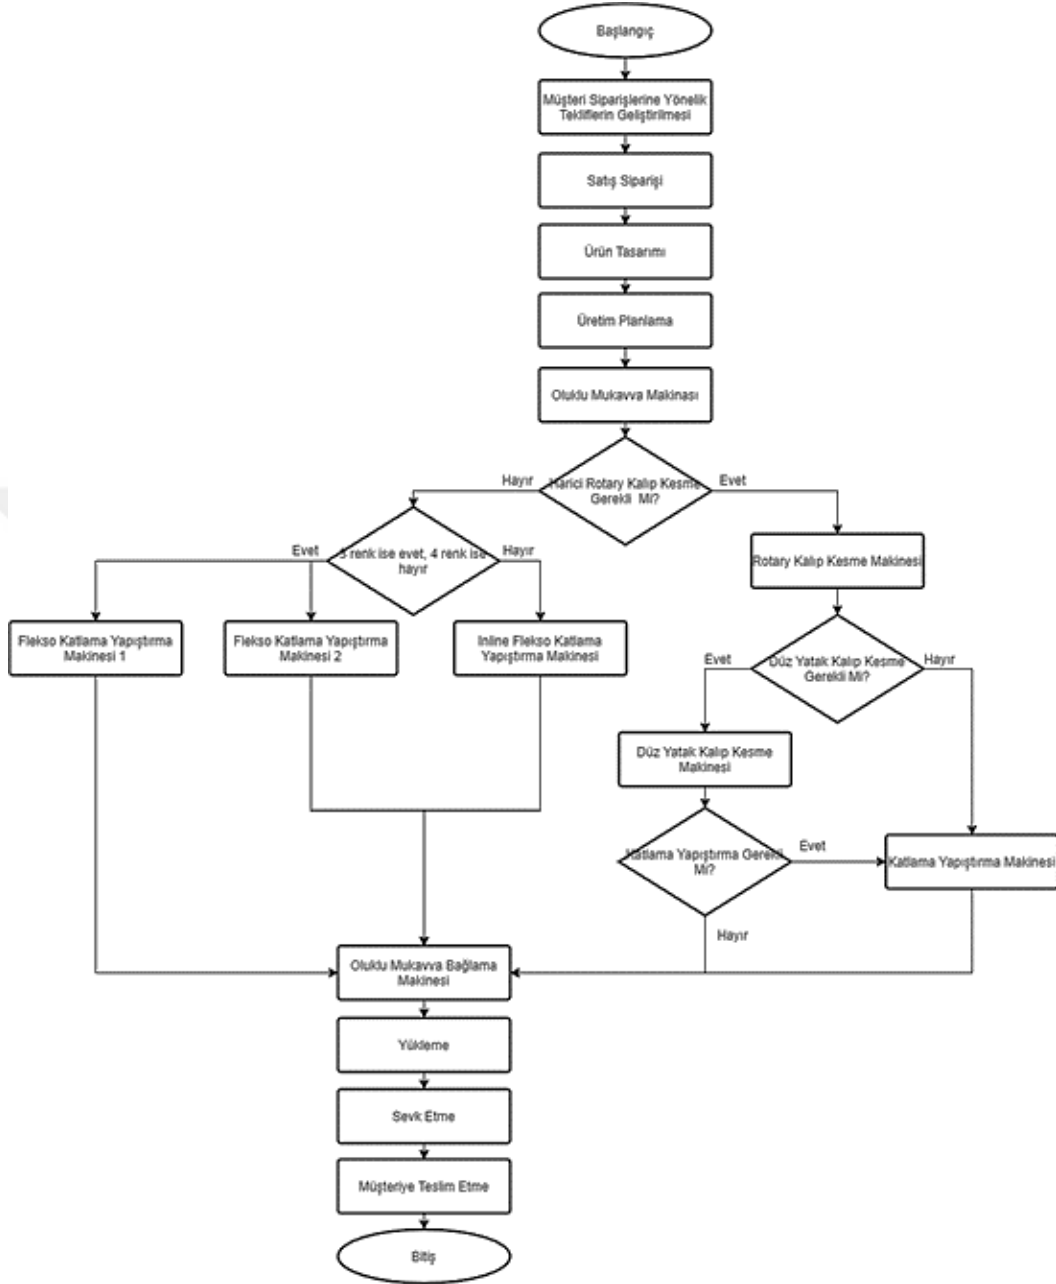 Başlangıç
Müşteri Siparişlerine Yönelik
Tekliflerin Geliştirilmesi
Satış Siparişi
Ürün Tasarımı
Üretim Planlama
Oluklu Mukavva Makinası
Harici Rotary Kalıp Kesme
Gerekli Mi?
Hayır
Evet
3 renk ise evet, 4 renk ise
hayır
Evet
Hayır
Rotary Kalıp Kesme Makinesi
Flekso Katlama Yapıştırma
Makinesi 1
Flekso Katlama Yapıştırma
Makinesi 2
Inline Flekso Katlama
Yapıştırma Makinesi
Düz Yatak Kalıp Kesme
Gerekli Mi?
Evet
Hayır
Düz Yatak Kalıp Kesme
Makinesi
Katlama Yapıştırma Gerekli
Mi?
Evet
Hayır
Katlama Yapıştırma Makinesi
Oluklu Mukavva Bağlama
Makinesi
Yükleme
Sevk Etme
Müşteriye Teslim Etme
Bitiş